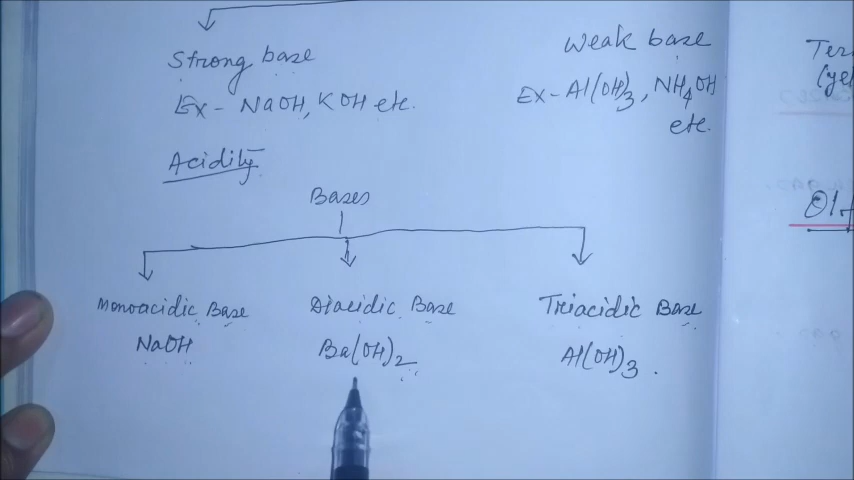 Strong base
Weak base
Ex- NaOH, KOH etc.
Ex- Al(OH)3, NH4OH
etc.
Acidity
Bases
Monoacidic Base
Diacidic Base
Triacidic Base
NaOH
Ba(OH)2
Al(OH)3.